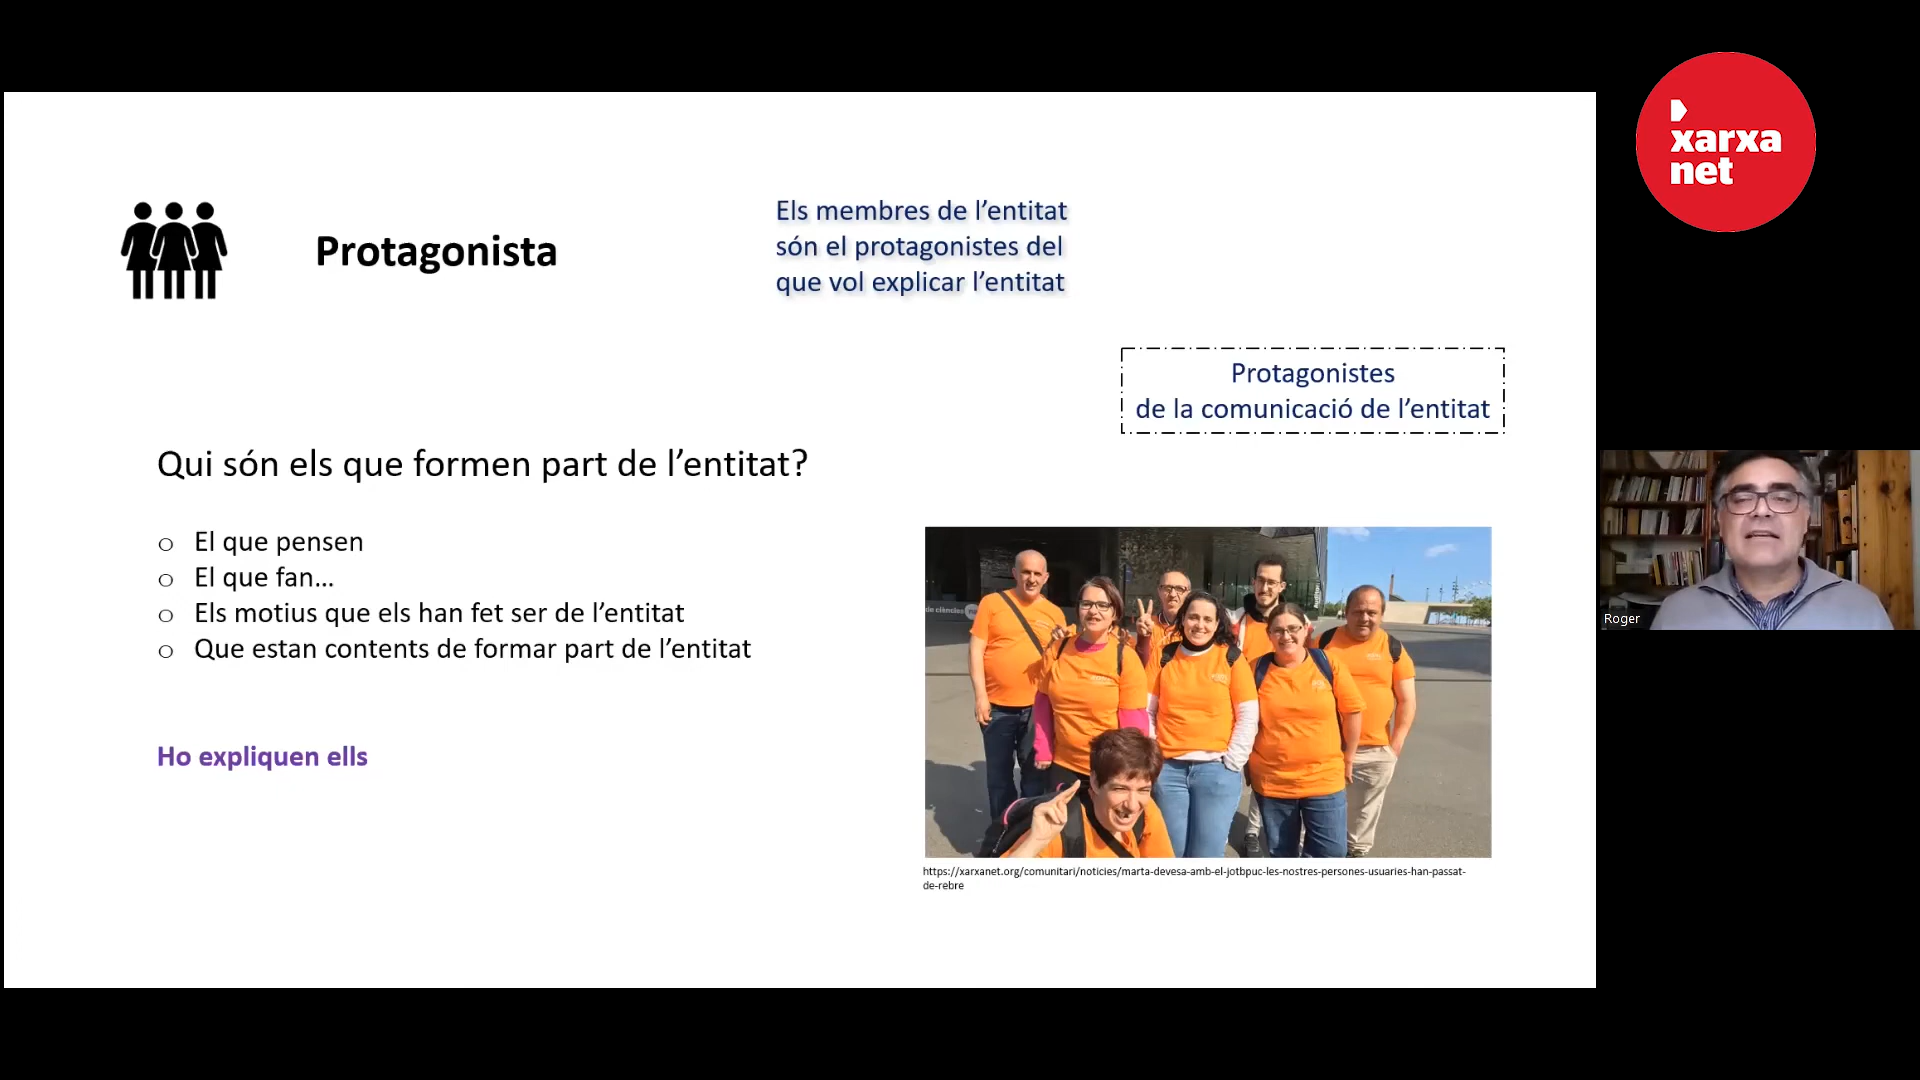 xarxa
net
Protagonista
Els membres de l’entitat
són el protagonistes del
que vol explicar l’entitat
Protagonistes
de la comunicació de l’entitat
Qui són els que formen part de l’entitat?
o El que pensen
o El que fan...
o Els motius que els han fet ser de l’entitat
o Que estan contents de formar part de l’entitat
Ho expliquen ells
de ciències
https://xarxanet.org/comunitari/noticies/marta-devesa-amb-el-jotbpuc-les-nostres-persones-usuaries-han-passat-
de-rebre
Roger